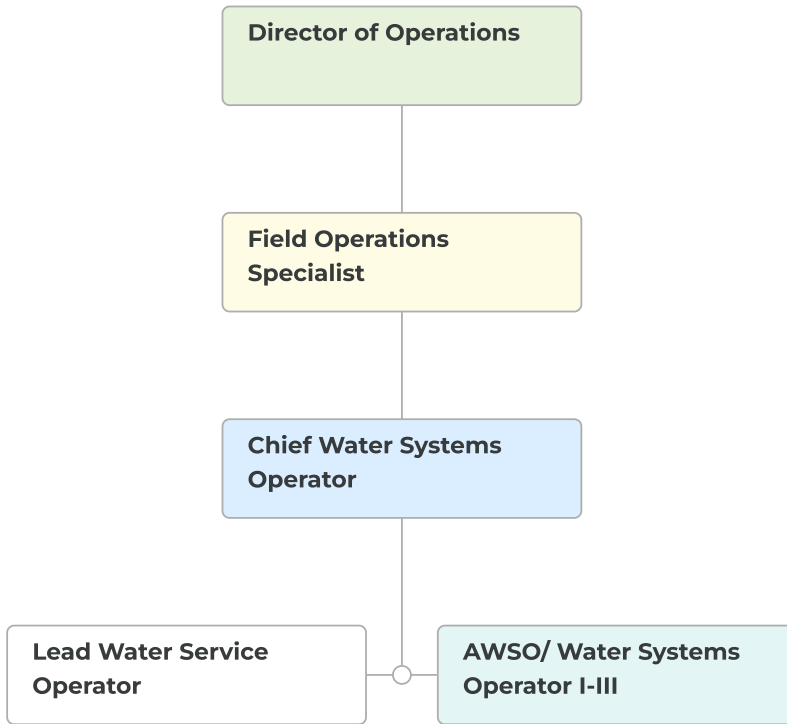 Director of Operations
Field Operations
Specialist
Chief Water Systems
Operator
Lead Water Service
Operator
AWSO/ Water Systems
Operator I-III